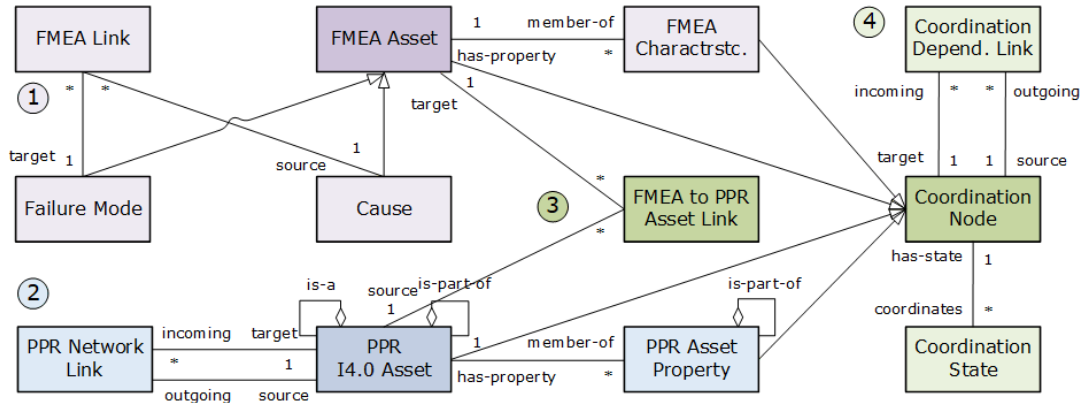 FMEA Link
FMEA Asset
1
member-of
has-property
*
FMEA
Charactrstc.
4
Coordination
Depend. Link
1
*
*
target
1
source
1
target
1
incoming
*
*
outgoing
target
1
1
source
Failure Mode
Cause
3
*
*
FMEA to PPR
Asset Link
Coordination
Node
2
is-a
source
1
is-part-of
is-part-of
has-state
1
coordinates
*
PPR Network
Link
incoming
target
*
1
outgoing
source
PPR
I4.0 Asset
1
member-of
has-property
*
PPR Asset
Property
Coordination
State